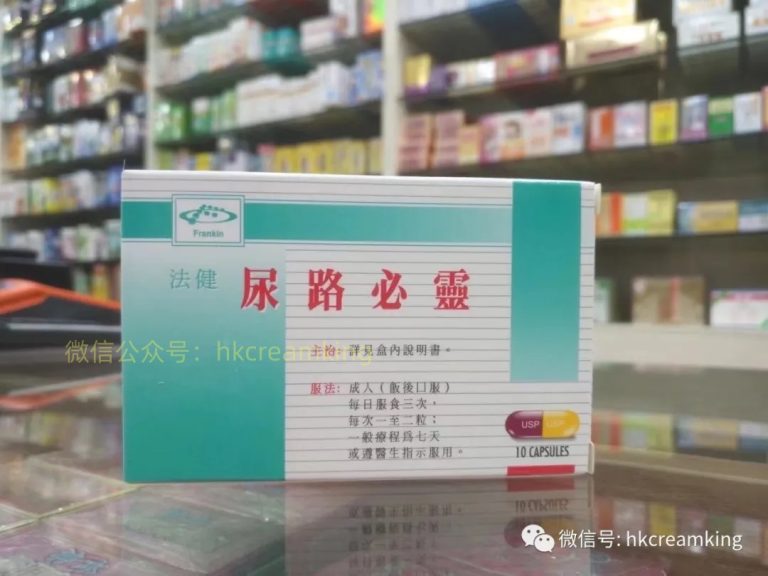 Frankin
法健
尿路必靈
微信公众号: hkcreamking
主治: 詳見盒內說明書。
服法: 成人(飯後口服)
每日服食三次,
每次一至二粒;
一般療程爲七天
或遵醫生指示服用。
USP USP
10 CAPSULES
微信号: hkcreamking